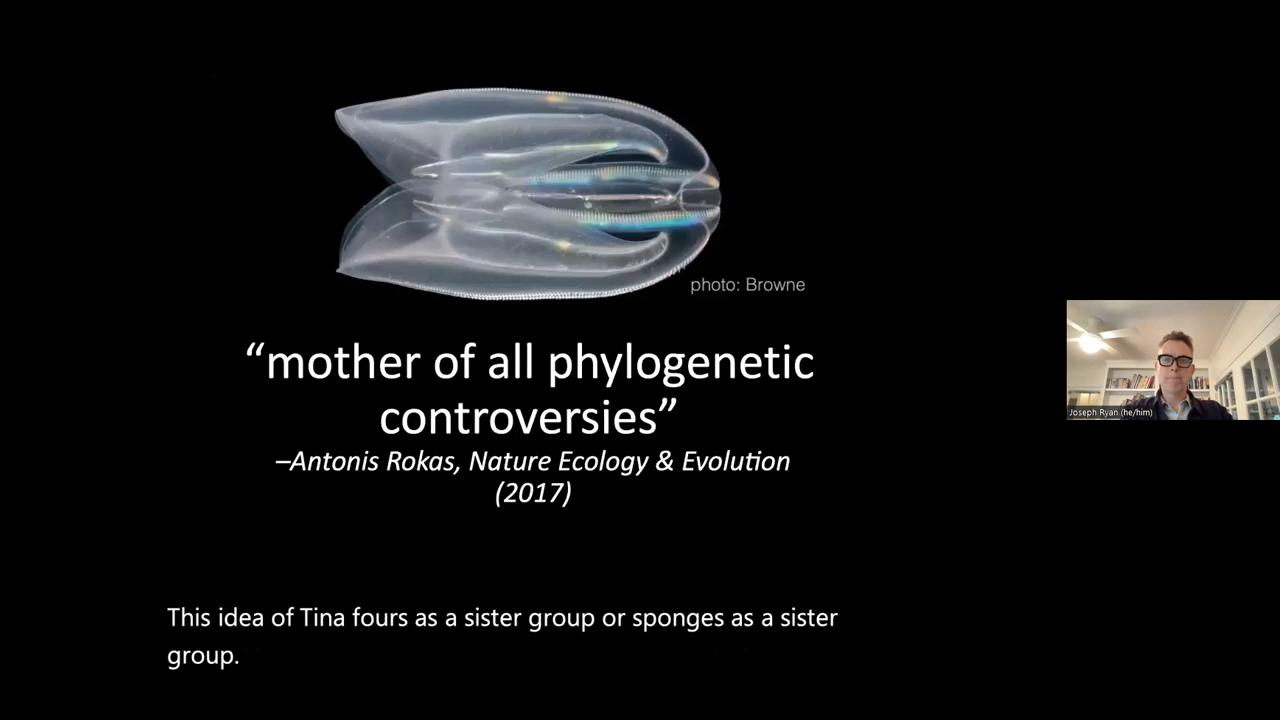 photo: Browne
“mother of all phylogenetic
controversies”
–Antonis Rokas, Nature Ecology & Evolution
(2017)
Joseph Ryan (he/him)
This idea of Tina fours as a sister group or sponges as a sister
group.